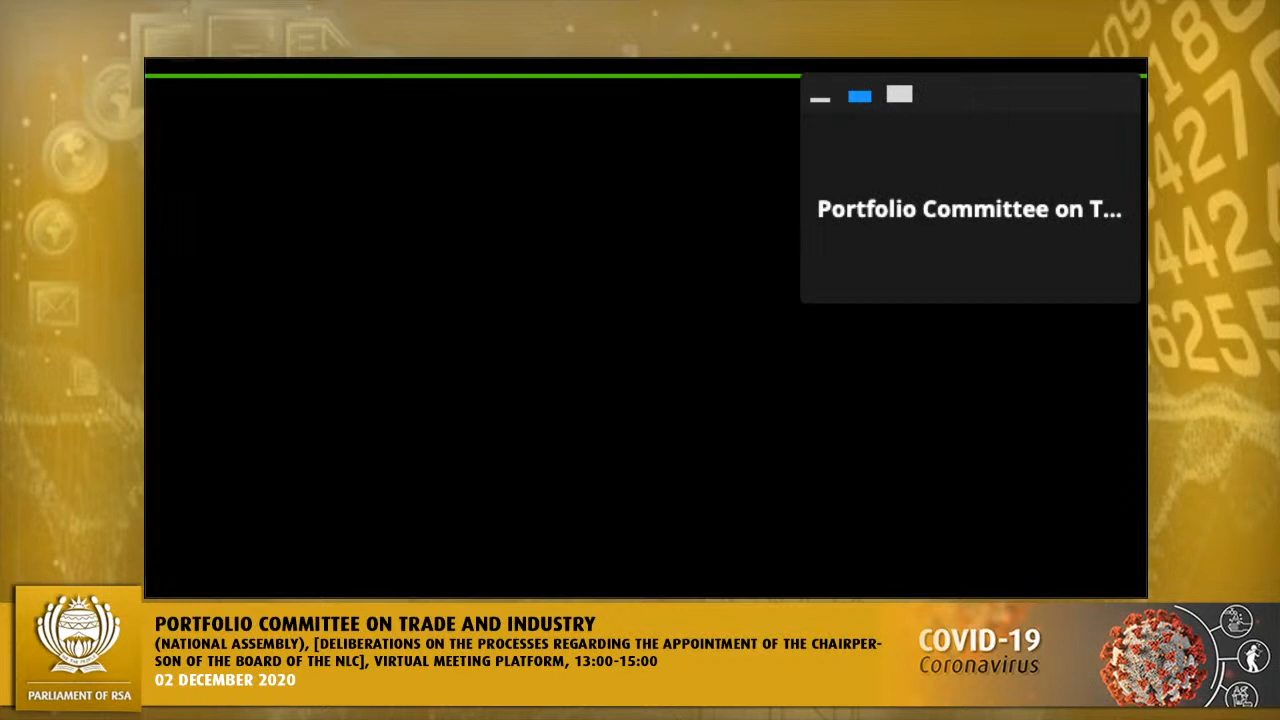 Portfolio Committee on T...
PORTFOLIO COMMITTEE ON TRADE AND INDUSTRY
(NATIONAL ASSEMBLY), [DELIBERATIONS ON THE PROCESSES REGARDING THE APPOINTMENT OF THE CHAIRPER-
SON OF THE BOARD OF THE NLC], VIRTUAL MEETING PLATFORM, 13:00-15:00
02 DECEMBER 2020
PARLIAMENT OF RSA
COVID-19
Coronavirus